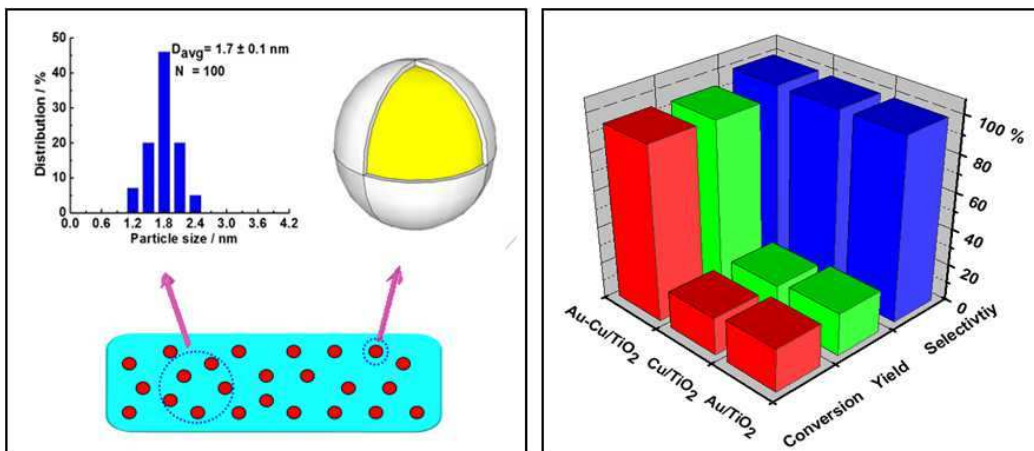 50
40
30
20
10
0
Distribution / %
Davg = 1.7 ± 0.1 nm
N = 100
0.0 0.6 1.2 1.8 2.4 3.0 3.6 4.2
Particle size / nm
100 %
80
60
40
20
0
Au-Cu/TiO2
Cu/TiO2
Au/TiO2
Conversion
Yield
Selectivtiy